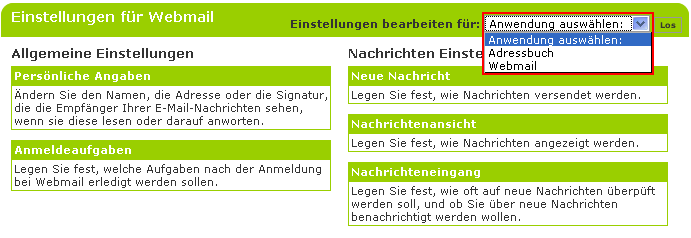 Einstellungen für Webmail
Einstellungen bearbeiten für: Anwendung auswählen: Los
Anwendung auswählen:
Adressbuch
Webmail
Allgemeine Einstellungen
Persönliche Angaben
Ändern Sie den Namen, die Adresse oder die Signatur,
die die Empfänger Ihrer E-Mail-Nachrichten sehen,
wenn sie diese lesen oder darauf anworten.
Anmeldeaufgaben
Legen Sie fest, welche Aufgaben nach der Anmeldung
bei Webmail erledigt werden sollen.
Nachrichten Einste
Neue Nachricht
Legen Sie fest, wie Nachrichten versendet werden.
Nachrichtenansicht
Legen Sie fest, wie Nachrichten angezeigt werden.
Nachrichteneingang
Legen Sie fest, wie oft auf neue Nachrichten überpüft
werden soll, und ob Sie über neue Nachrichten
benachrichtigt werden wollen.